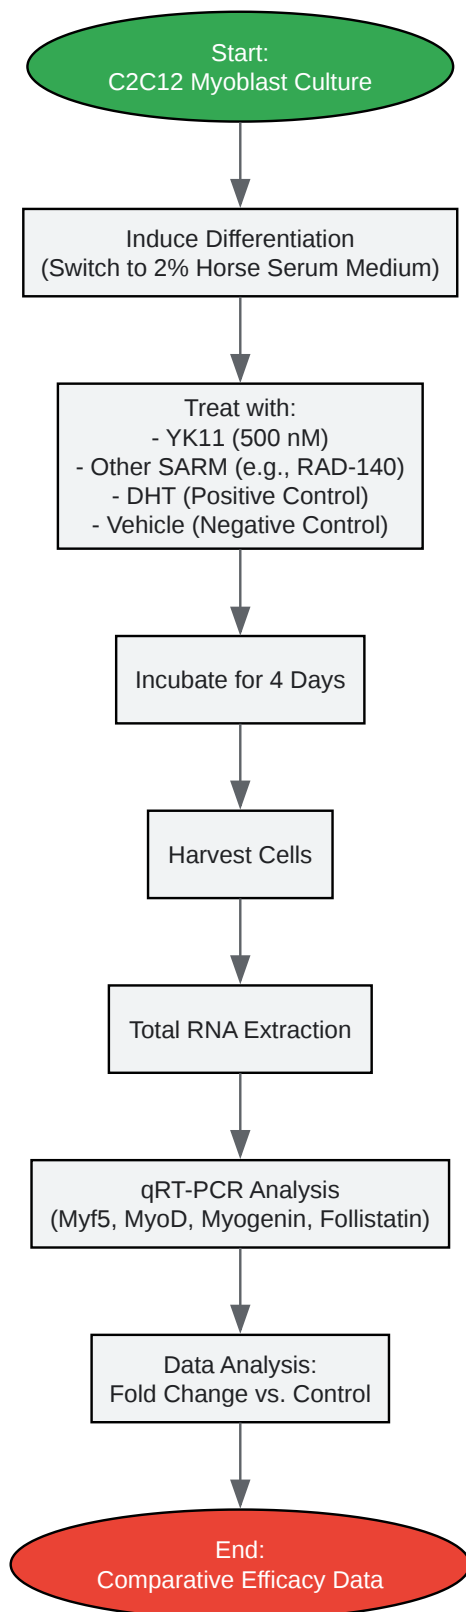 Start:
C2C12 Myoblast Culture
Induce Differentiation
(Switch to 2% Horse Serum Medium)
Treat with:
- YK11 (500 nM)
- Other SARM (e.g., RAD-140)
- DHT (Positive Control)
- Vehicle (Negative Control)
Incubate for 4 Days
Harvest Cells
Total RNA Extraction
qRT-PCR Analysis
(Myf5, MyoD, Myogenin, Follistatin)
Data Analysis:
Fold Change vs. Control
End:
Comparative Efficacy Data